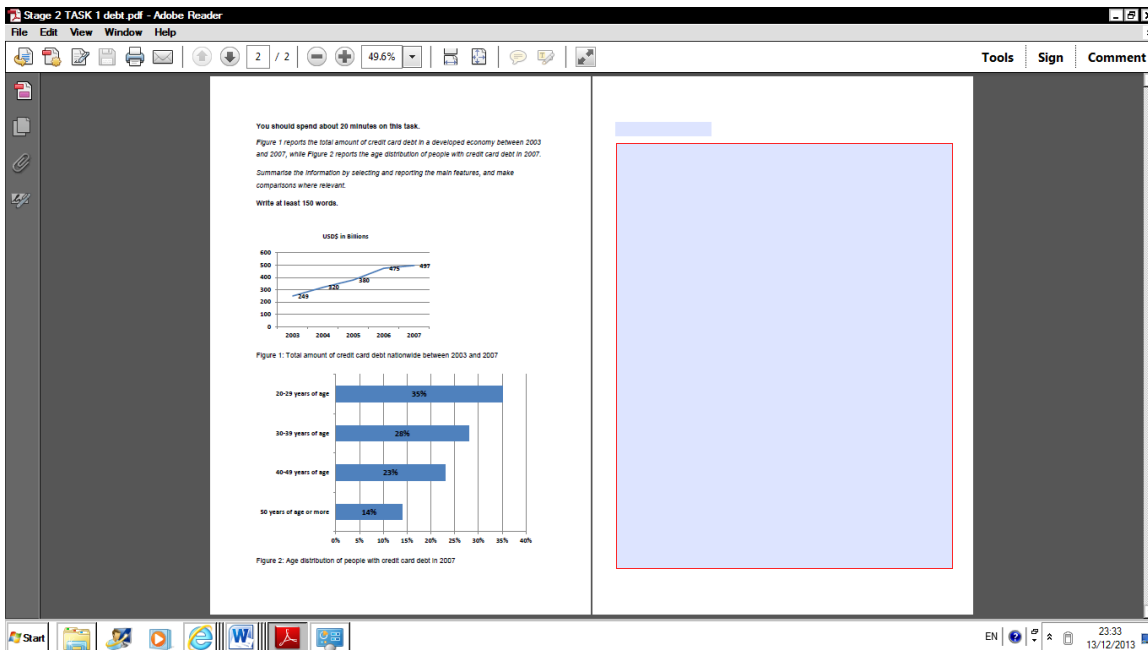 Stage 2 TASK 1 debt.pdf - Adobe Reader
File Edit View Window Help
2 / 2 49.6% Tools Sign Comment
You should spend about 20 minutes on this task.
Figure 1 reports the total amount of credit card debt in a developed economy between 2003
and 2007, while Figure 2 reports the age distribution of people with credit card debt in 2007.
Summarise the information by selecting and reporting the main features, and make
comparisons where relevant.
Write at least 150 words.
USD$ in Billions
600
500
400
300
200
100
0
249 320 380 475 497
2003 2004 2005 2006 2007
Figure 1: Total amount of credit card debt nationwide between 2003 and 2007
20-29 years of age 35%
30-39 years of age 28%
40-49 years of age 23%
50 years of age or more 14%
0% 5% 10% 15% 20% 25% 30% 35% 40%
Figure 2: Age distribution of people with credit card debt in 2007
Start EN 23:33
13/12/2013